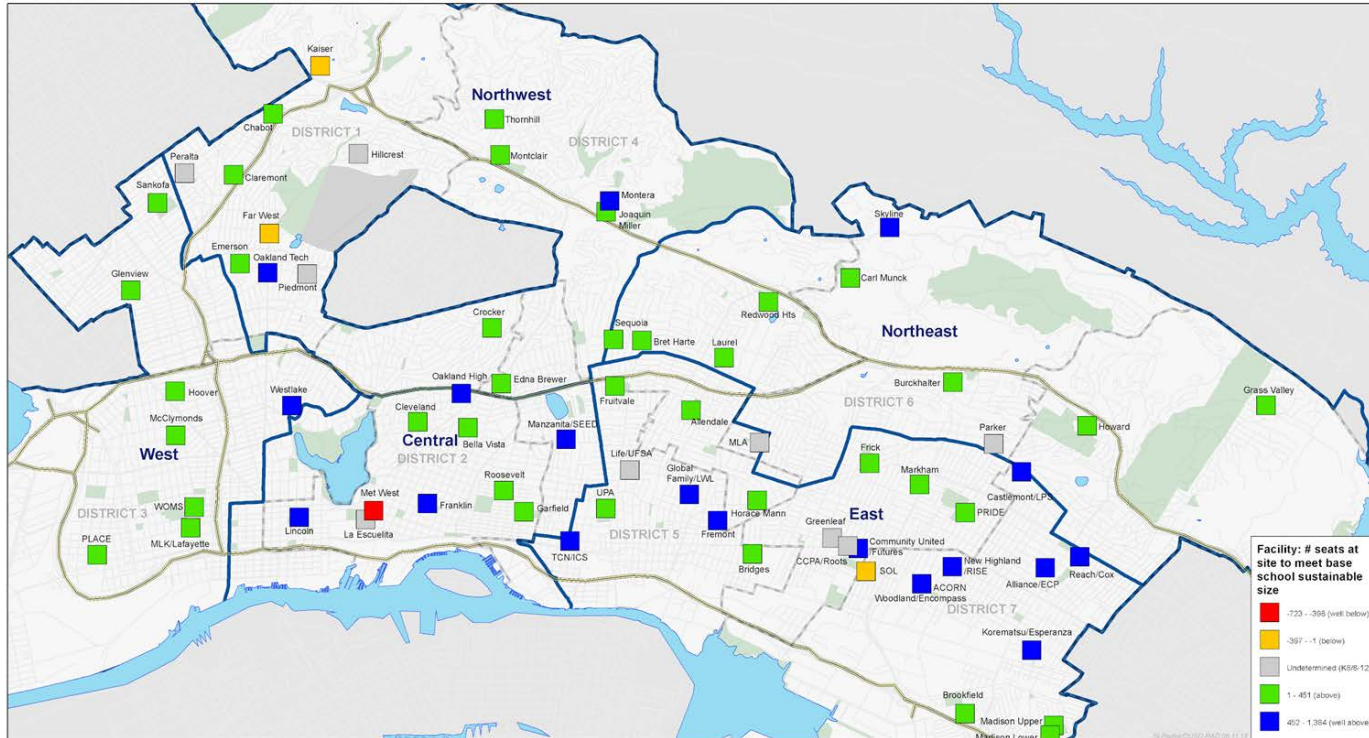 Kaiser
Northwest
Chabot
DISTRICT 1
Thornhill
DISTRICT 4
Peralta
Hillcrest
Montclair
Claremont
Sankofa
Montera
Joaquin
Miller
Skyline
Far West
Emerson
Oakland Tech
Piedmont
Glenview
Carl Munck
Redwood Hts
Crocker
Sequoia
Bret Harte
Northeast
Laurel
Hoover
Westlake
Oakland High
Edna Brewer
Fruitvale
Burckhalter
Grass Valley
DISTRICT 6
McClymonds
Cleveland
Central
Bella Vista
DISTRICT 2
Manzanita/SEED
Allendale
MLA
Parker
Howard
West
Life/UFSA
Frick
Markham
Castlemont/LPS
Roosevelt
Global
Family/LWL
WOMS
DISTRICT 3
Met West
Franklin
Garfield
UPA
Horace Mann
PRIDE
East
MLK/Lafayette
Lincoln
La Escuelita
DISTRICT 5
Fremont
Greenleaf
PLACE
TCN/ICS
Bridges
CCPA/Roots
Community United
/Futures
SOL
New Highland
/RISE
ACORN
Woodland/Encompass
Alliance/ECP
Reach/Cox
DISTRICT 7
Korematsu/Esperanza
Brookfield
Madison Upper
Madison Lower
Facility: # seats at
site to meet base
school sustainable
size
-723 - -398 (well below)
-397 - -1 (below)
Undetermined
1 - 451 (above)
452 - 1,384 (well above)